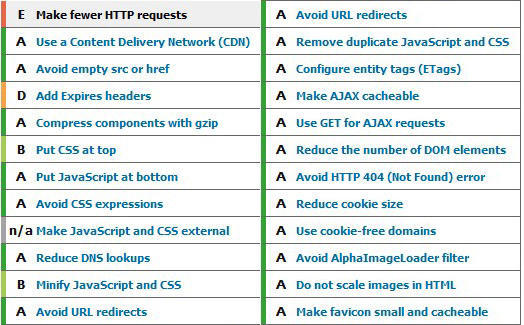 E Make fewer HTTP requests
A Use a Content Delivery Network (CDN)
A Avoid empty src or href
D Add Expires headers
A Compress components with gzip
B Put CSS at top
A Put JavaScript at bottom
A Avoid CSS expressions
n/a Make JavaScript and CSS external
A Reduce DNS lookups
B Minify JavaScript and CSS
A Avoid URL redirects
A Avoid URL redirects
A Remove duplicate JavaScript and CSS
A Configure entity tags (ETags)
A Make AJAX cacheable
A Use GET for AJAX requests
A Reduce the number of DOM elements
A Avoid HTTP 404 (Not Found) error
A Reduce cookie size
A Use cookie-free domains
A Avoid AlphaImageLoader filter
A Do not scale images in HTML
A Make favicon small and cacheable